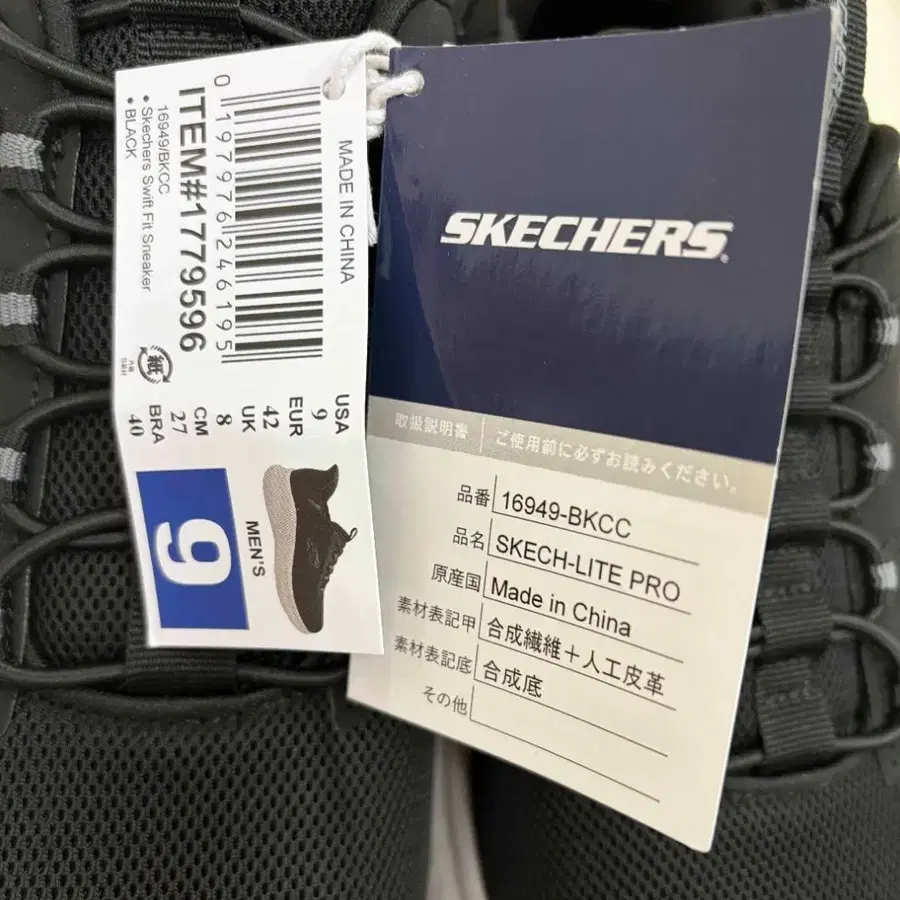 16949/BKCC
• Skechers Swift Fit Sneaker
• BLACK
ITEM#1779596
0 19797624619 5
MADE IN CHINA
紙
USA
9
EUR
42
UK
8
CM
27
BRA
40
9
MEN'S
SKECHERS
取扱説明書 ご使用前に必ずお読みください。
品番 16949-BKCC
品名 SKECH-LITE PRO
原産国 Made in China
素材表記甲 合成繊維＋人工皮革
素材表記底 合成底
その他